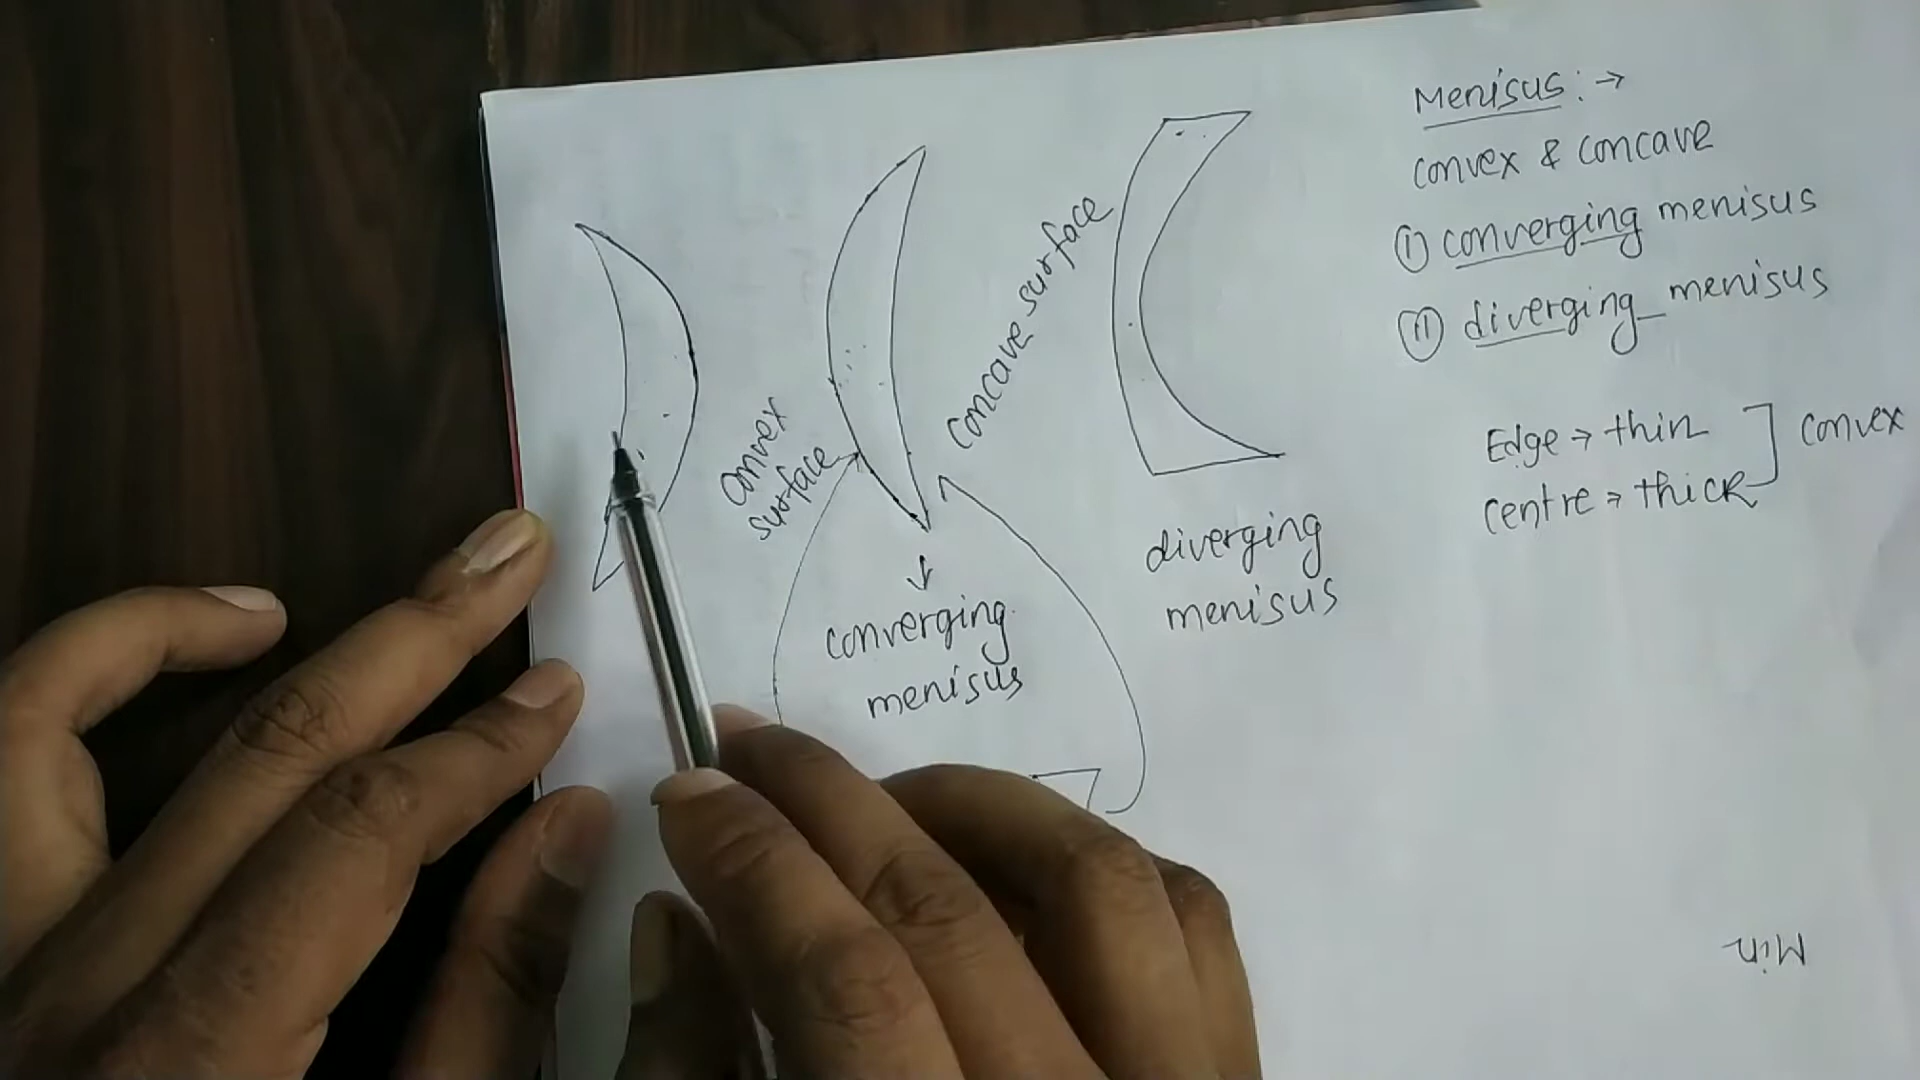 Menisus : →
convex & concave
(i) converging menisus
(ii) diverging menisus
Edge → thin
centre → thick
convex
convex
surface
concave surface
converging
menisus
diverging
menisus
Min